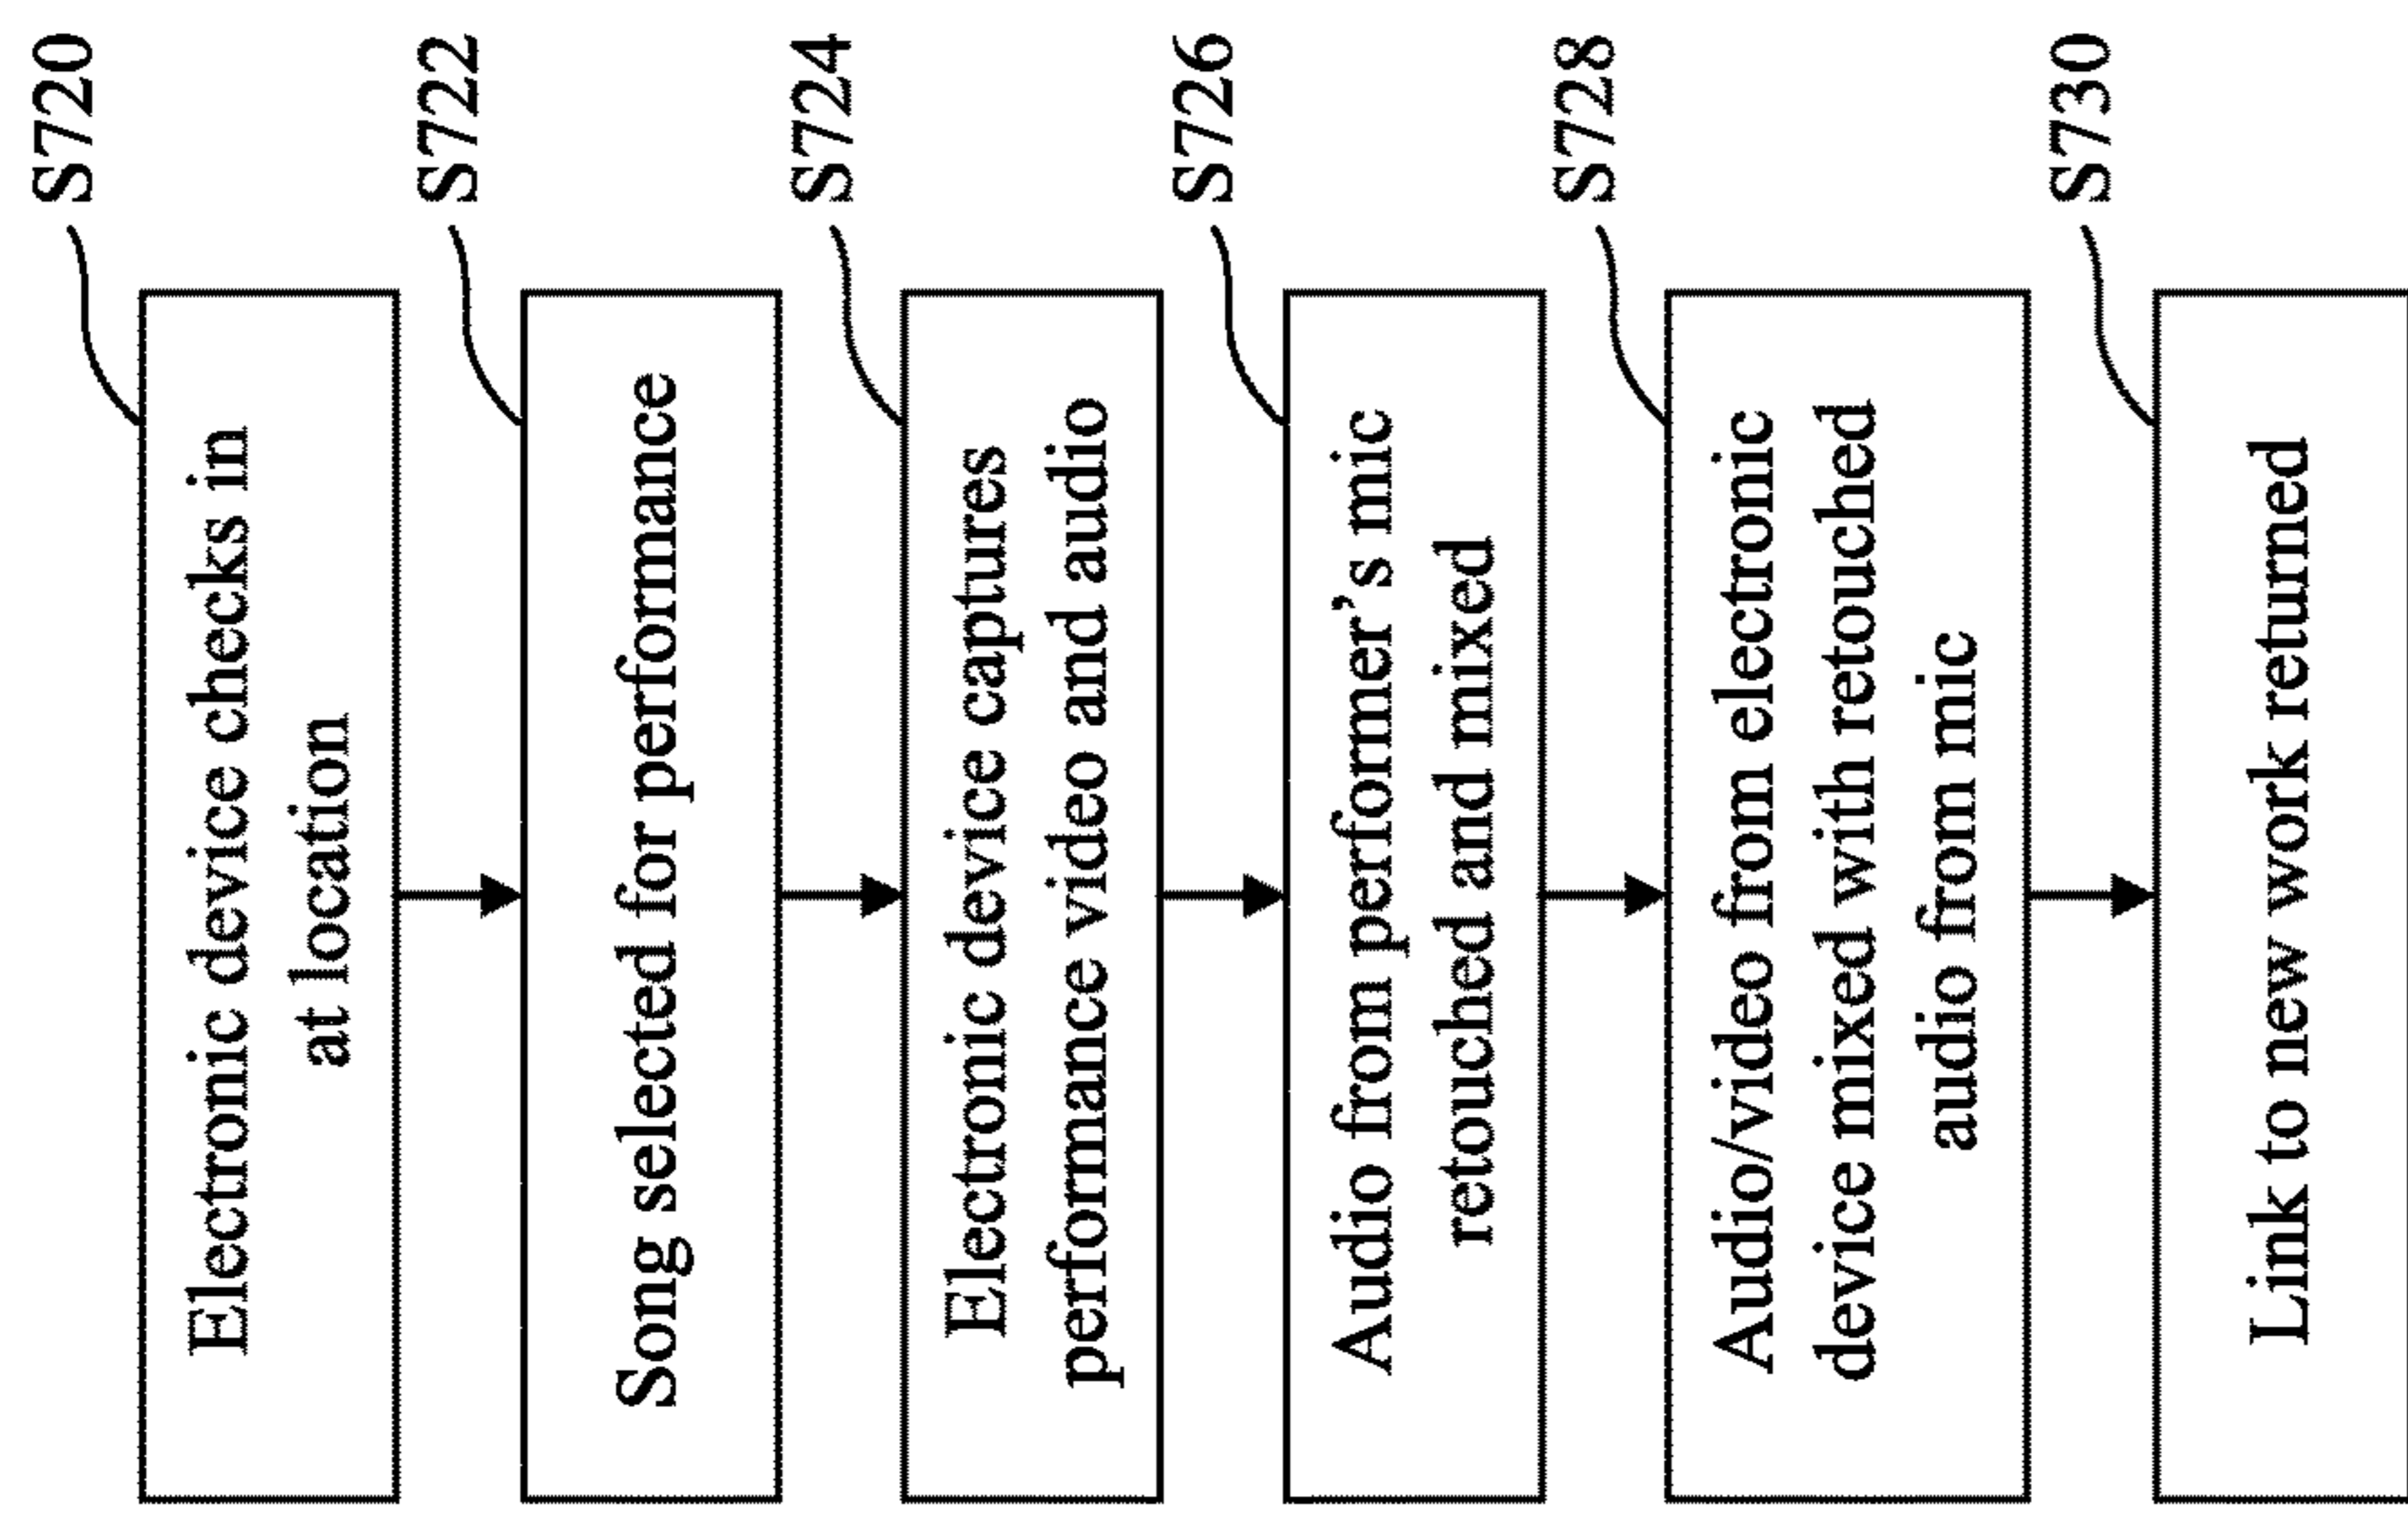 S720
Electronic device checks in
at location
S722
Song selected for performance
S724
Electronic device captures
performance video and audio
S726
Audio from performer's mic
retouched and mixed
S728
Audio/video from electronic
device mixed with retouched
audio from mic
S730
Link to new work returned